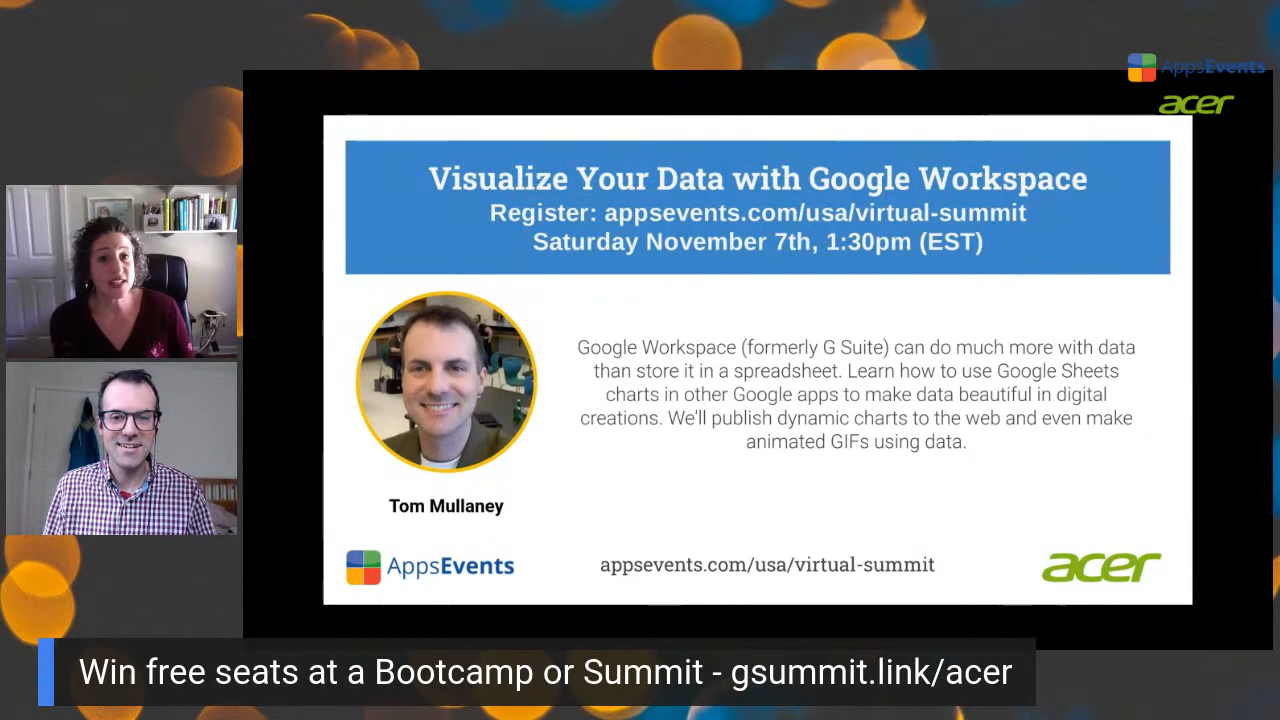 AppsEvents
acer
Visualize Your Data with Google Workspace
Register: appsevents.com/usa/virtual-summit
Saturday November 7th, 1:30pm (EST)
Google Workspace (formerly G Suite) can do much more with data
than store it in a spreadsheet. Learn how to use Google Sheets
charts in other Google apps to make data beautiful in digital
creations. We'll publish dynamic charts to the web and even make
animated GIFs using data.
Tom Mullaney
AppsEvents
appsevents.com/usa/virtual-summit
acer
Win free seats at a Bootcamp or Summit - gsummit.link/acer